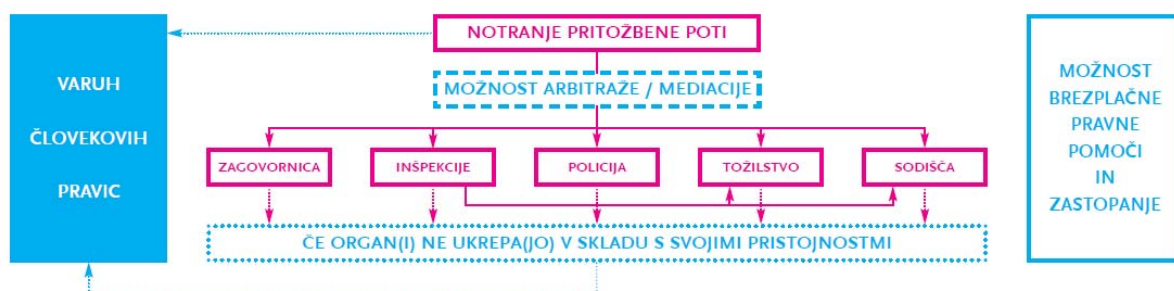 VARUH
ČLOVEKOVIH
PRAVIC
NOTRANJE PRITOŽBENE POTI
MOŽNOST ARBITRAŽE / MEDIACIJE
ZAGOVORNICA
INŠPEKCIJE
POLICIJA
TOŽILSTVO
SODIŠČA
ČE ORGAN(I) NE UKREPA(JO) V SKLADU S SVOJIMI PRISTOJNOSTMI
MOŽNOST
BREZPLAČNE
PRAVNE
POMOČI
IN
ZASTOPANJE